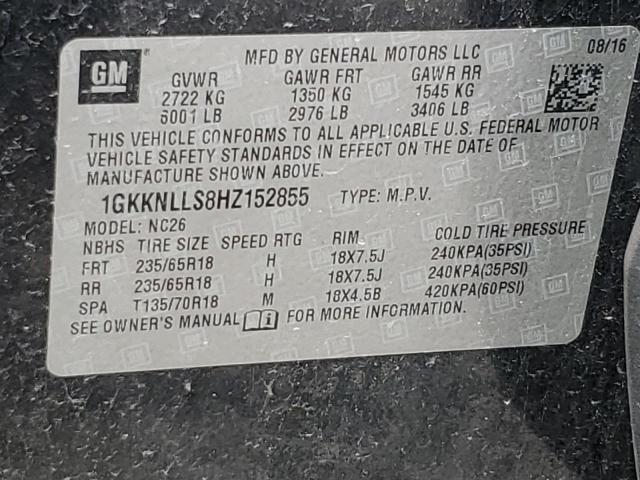 GM
MFD BY GENERAL MOTORS LLC 08/16
GVWR GAWR FRT GAWR RR
2722 KG 1350 KG 1545 KG
6001 LB 2976 LB 3406 LB
THIS VEHICLE CONFORMS TO ALL APPLICABLE U.S. FEDERAL MOTOR
VEHICLE SAFETY STANDARDS IN EFFECT ON THE DATE OF
MANUFACTURE SHOWN ABOVE.
1GKKNLLS8HZ152855 TYPE: M.P.V.
MODEL: NC26
NBHS TIRE SIZE SPEED RTG RIM COLD TIRE PRESSURE
FRT 235/65R18 H 18X7.5J 240KPA(35PSI)
RR 235/65R18 H 18X7.5J 240KPA(35PSI)
SPA T135/70R18 M 18X4.5B 420KPA(60PSI)
SEE OWNER'S MANUAL FOR MORE INFORMATION.